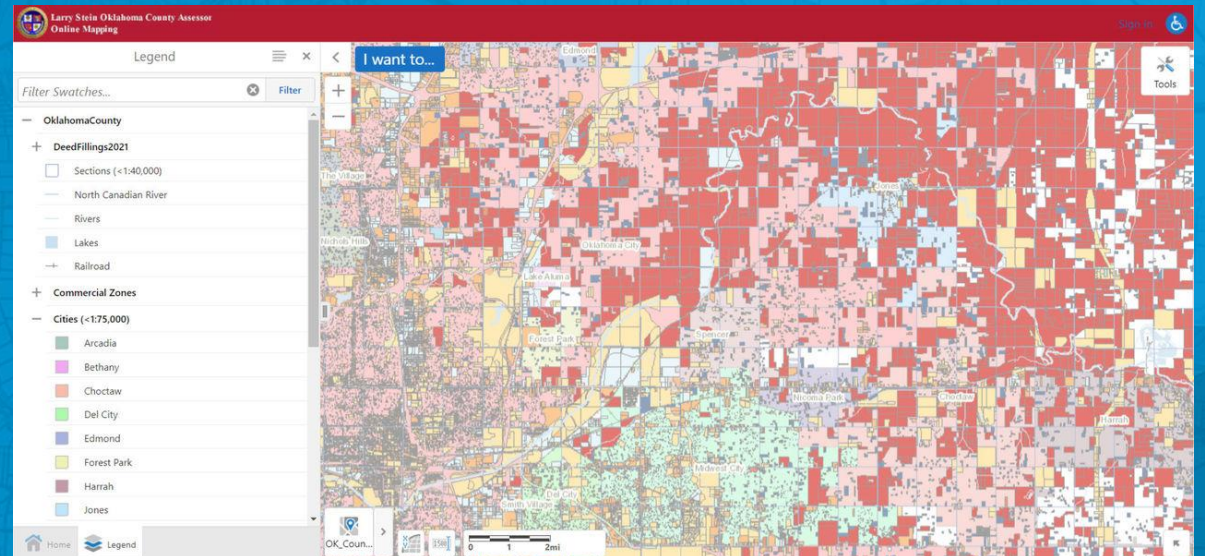 Larry Stein Oklahoma County Assessor
Online Mapping
Sign in
Legend
Filter Swatches...
Filter
OklahomaCounty
DeedFillings2021
Sections (<1:40,000)
North Canadian River
Rivers
Lakes
Railroad
Commercial Zones
Cities (<1:75,000)
Arcadia
Bethany
Choctaw
Del City
Edmond
Forest Park
Harrah
Jones
Home
Legend
I want to...
Tools
Edmond
The Village
Jones
Nichols Hills
Oklahoma City
Lake Aluma
Forest Park
Spencer
Nicoma Park
Choctaw
Harrah
Midwest City
Del City
Smith Village
OK_Coun...
0 1 2mi